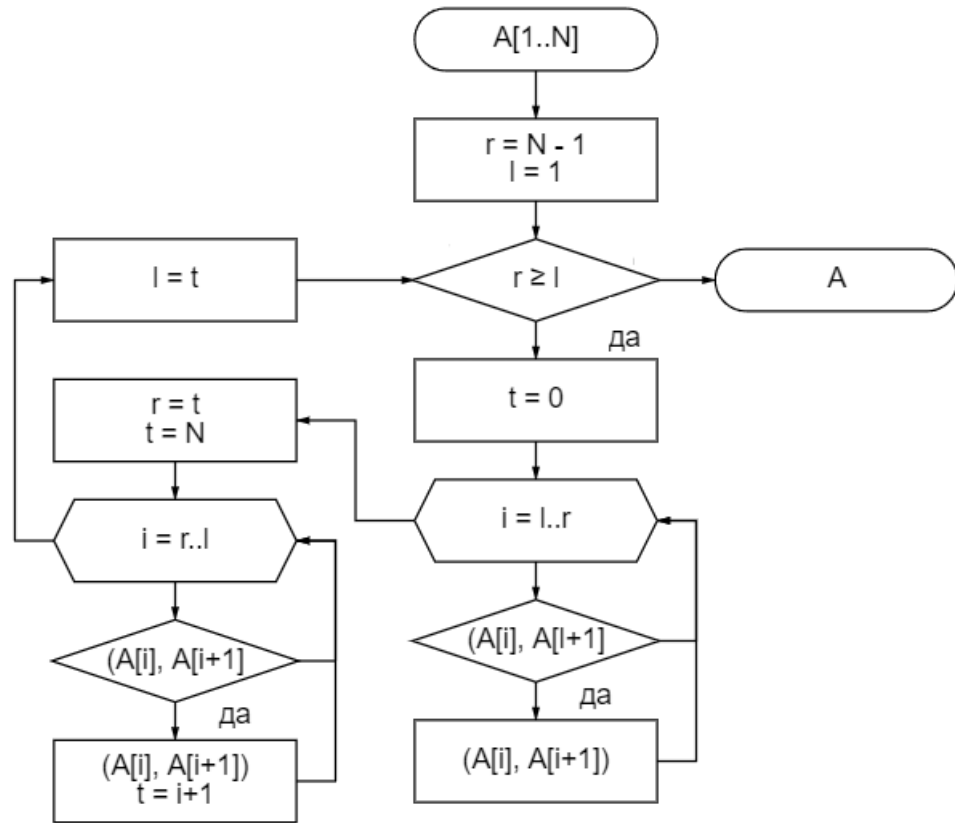 A[1..N]
r = N - 1
l = 1
l = t
r ≥ l
A
да
r = t
t = N
t = 0
i = r..l
i = l..r
(A[i], A[i+1]
(A[i], A[l+1]
да
да
(A[i], A[i+1])
t = i+1
(A[i], A[i+1])